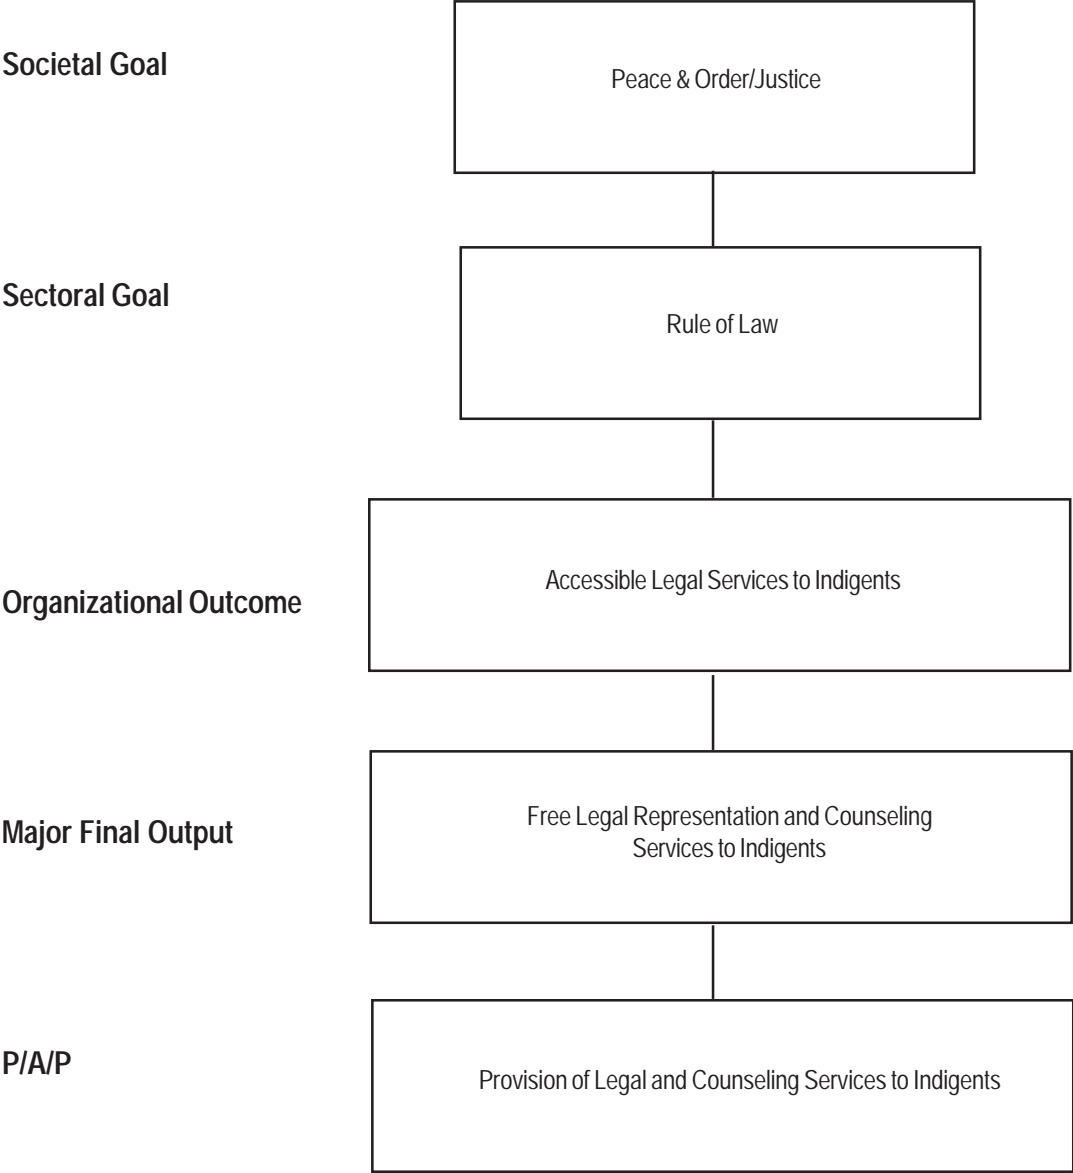 Societal Goal
Peace & Order/Justice
Sectoral Goal
Rule of Law
Organizational Outcome
Accessible Legal Services to Indigents
Major Final Output
Free Legal Representation and Counseling
Services to Indigents
P/A/P
Provision of Legal and Counseling Services to Indigents